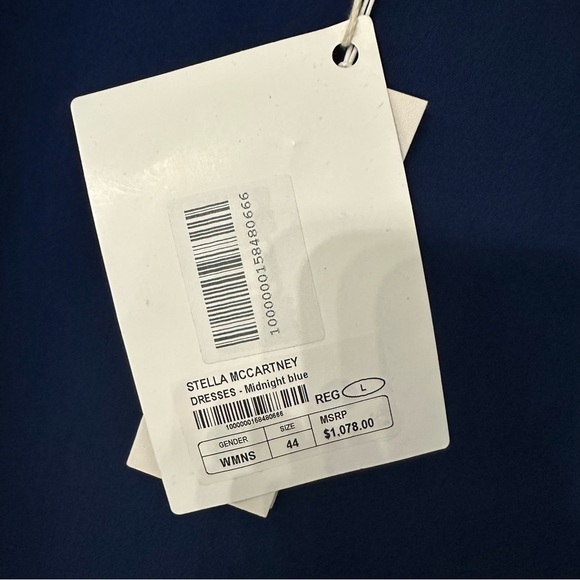 1000000158480666
STELLA MCCARTNEY
DRESSES - Midnight blue
1000000158480666
REG L
GENDER SIZE MSRP
WMNS 44 $1,078.00